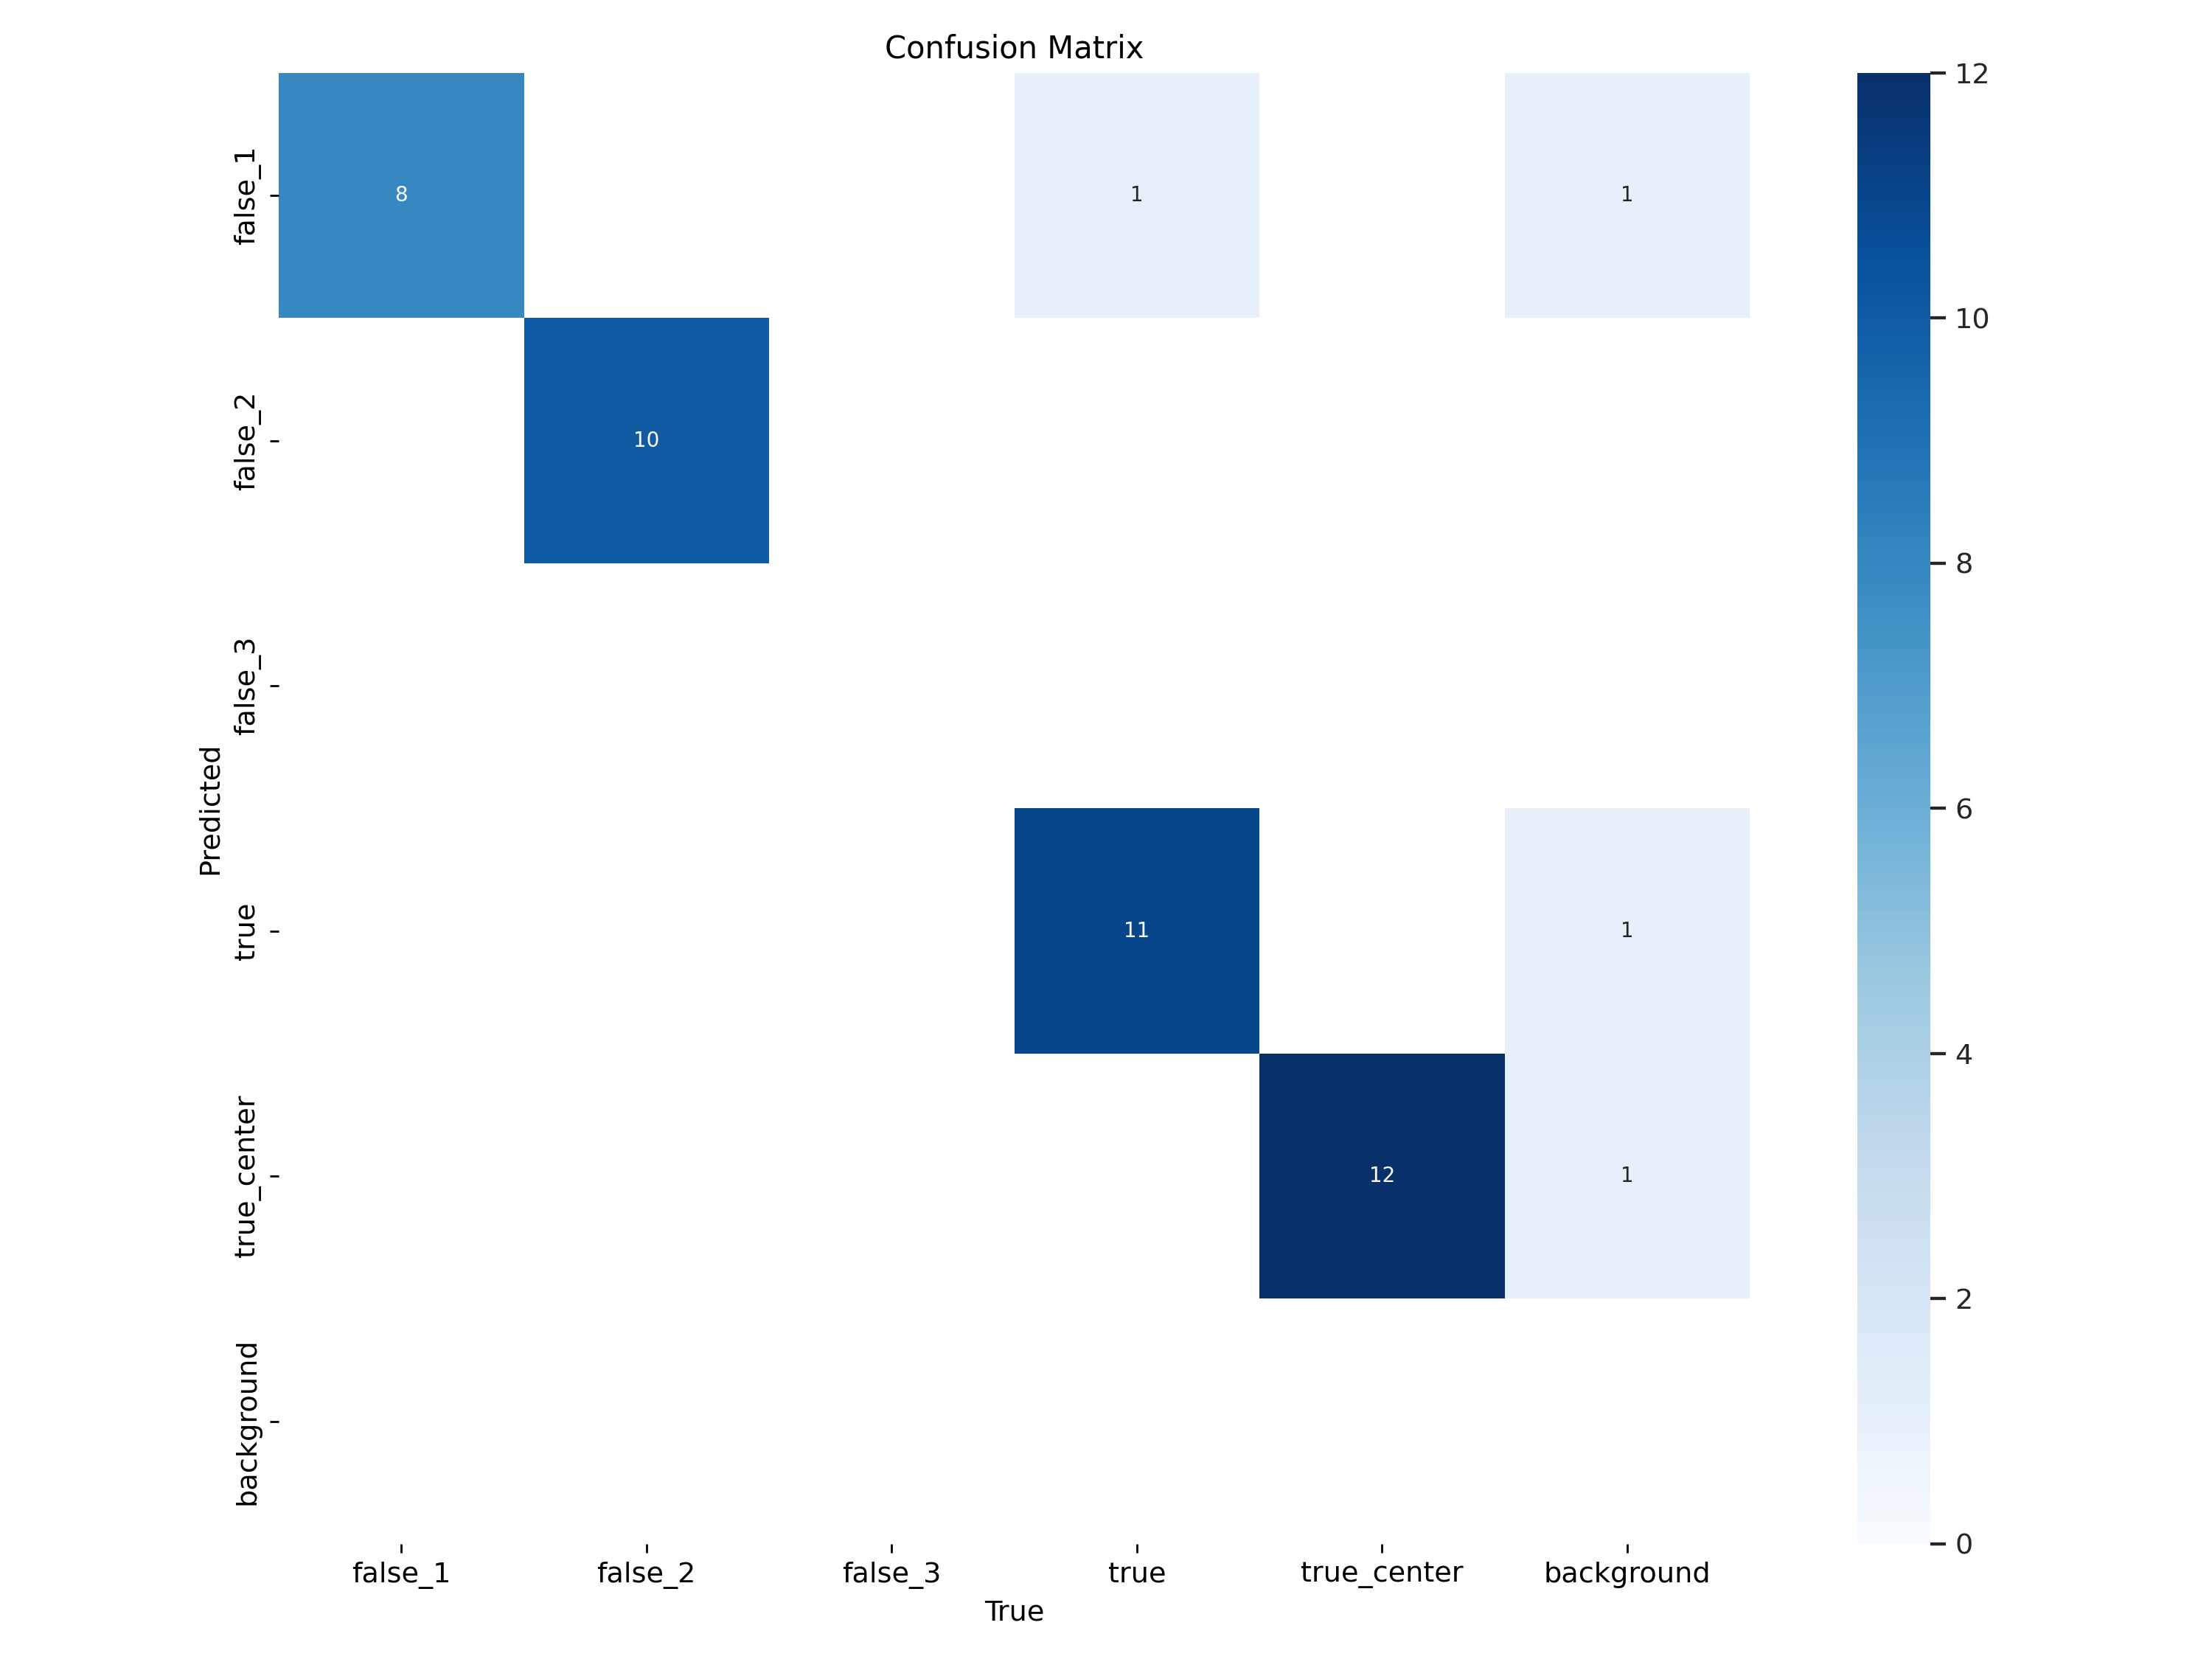 Confusion Matrix
false_1
8
1
1
false_2
10
false_3
true
11
1
true_center
12
1
background
Predicted
false_1 false_2 false_3 true true_center background
True
12
10
8
6
4
2
0